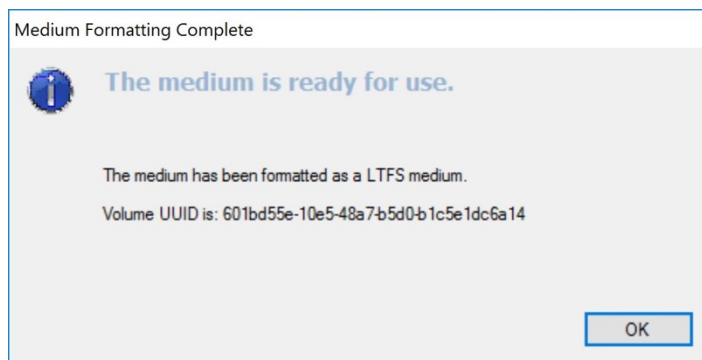 Medium Formatting Complete
The medium is ready for use.
The medium has been formatted as a LTFS medium.
Volume UUID is: 601bd55e-10e5-48a7-b5d0-b1c5e1dc6a14
OK